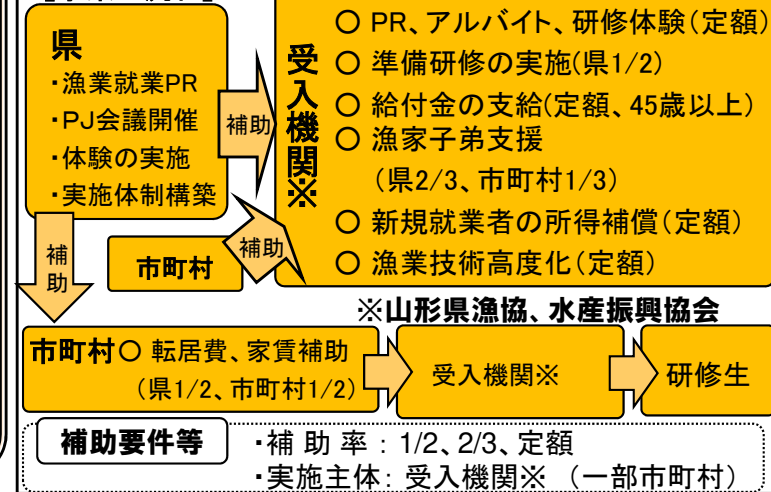 県
・漁業就業PR
・PJ会議開催
・体験の実施
・実施体制構築
補助
受入機関※
〇 PR、アルバイト、研修体験(定額)
〇 準備研修の実施(県1/2)
〇 給付金の支給(定額、45歳以上)
〇 漁家子弟支援
(県2/3、市町村1/3)
〇 新規就業者の所得補償(定額)
〇 漁業技術高度化(定額)
補助
市町村
補助
※山形県漁協、水産振興協会
市町村〇 転居費、家賃補助
(県1/2、市町村1/2)
受入機関※
研修生
補助要件等
・補 助 率 : 1/2、2/3、定額
・実施主体: 受入機関※ (一部市町村)